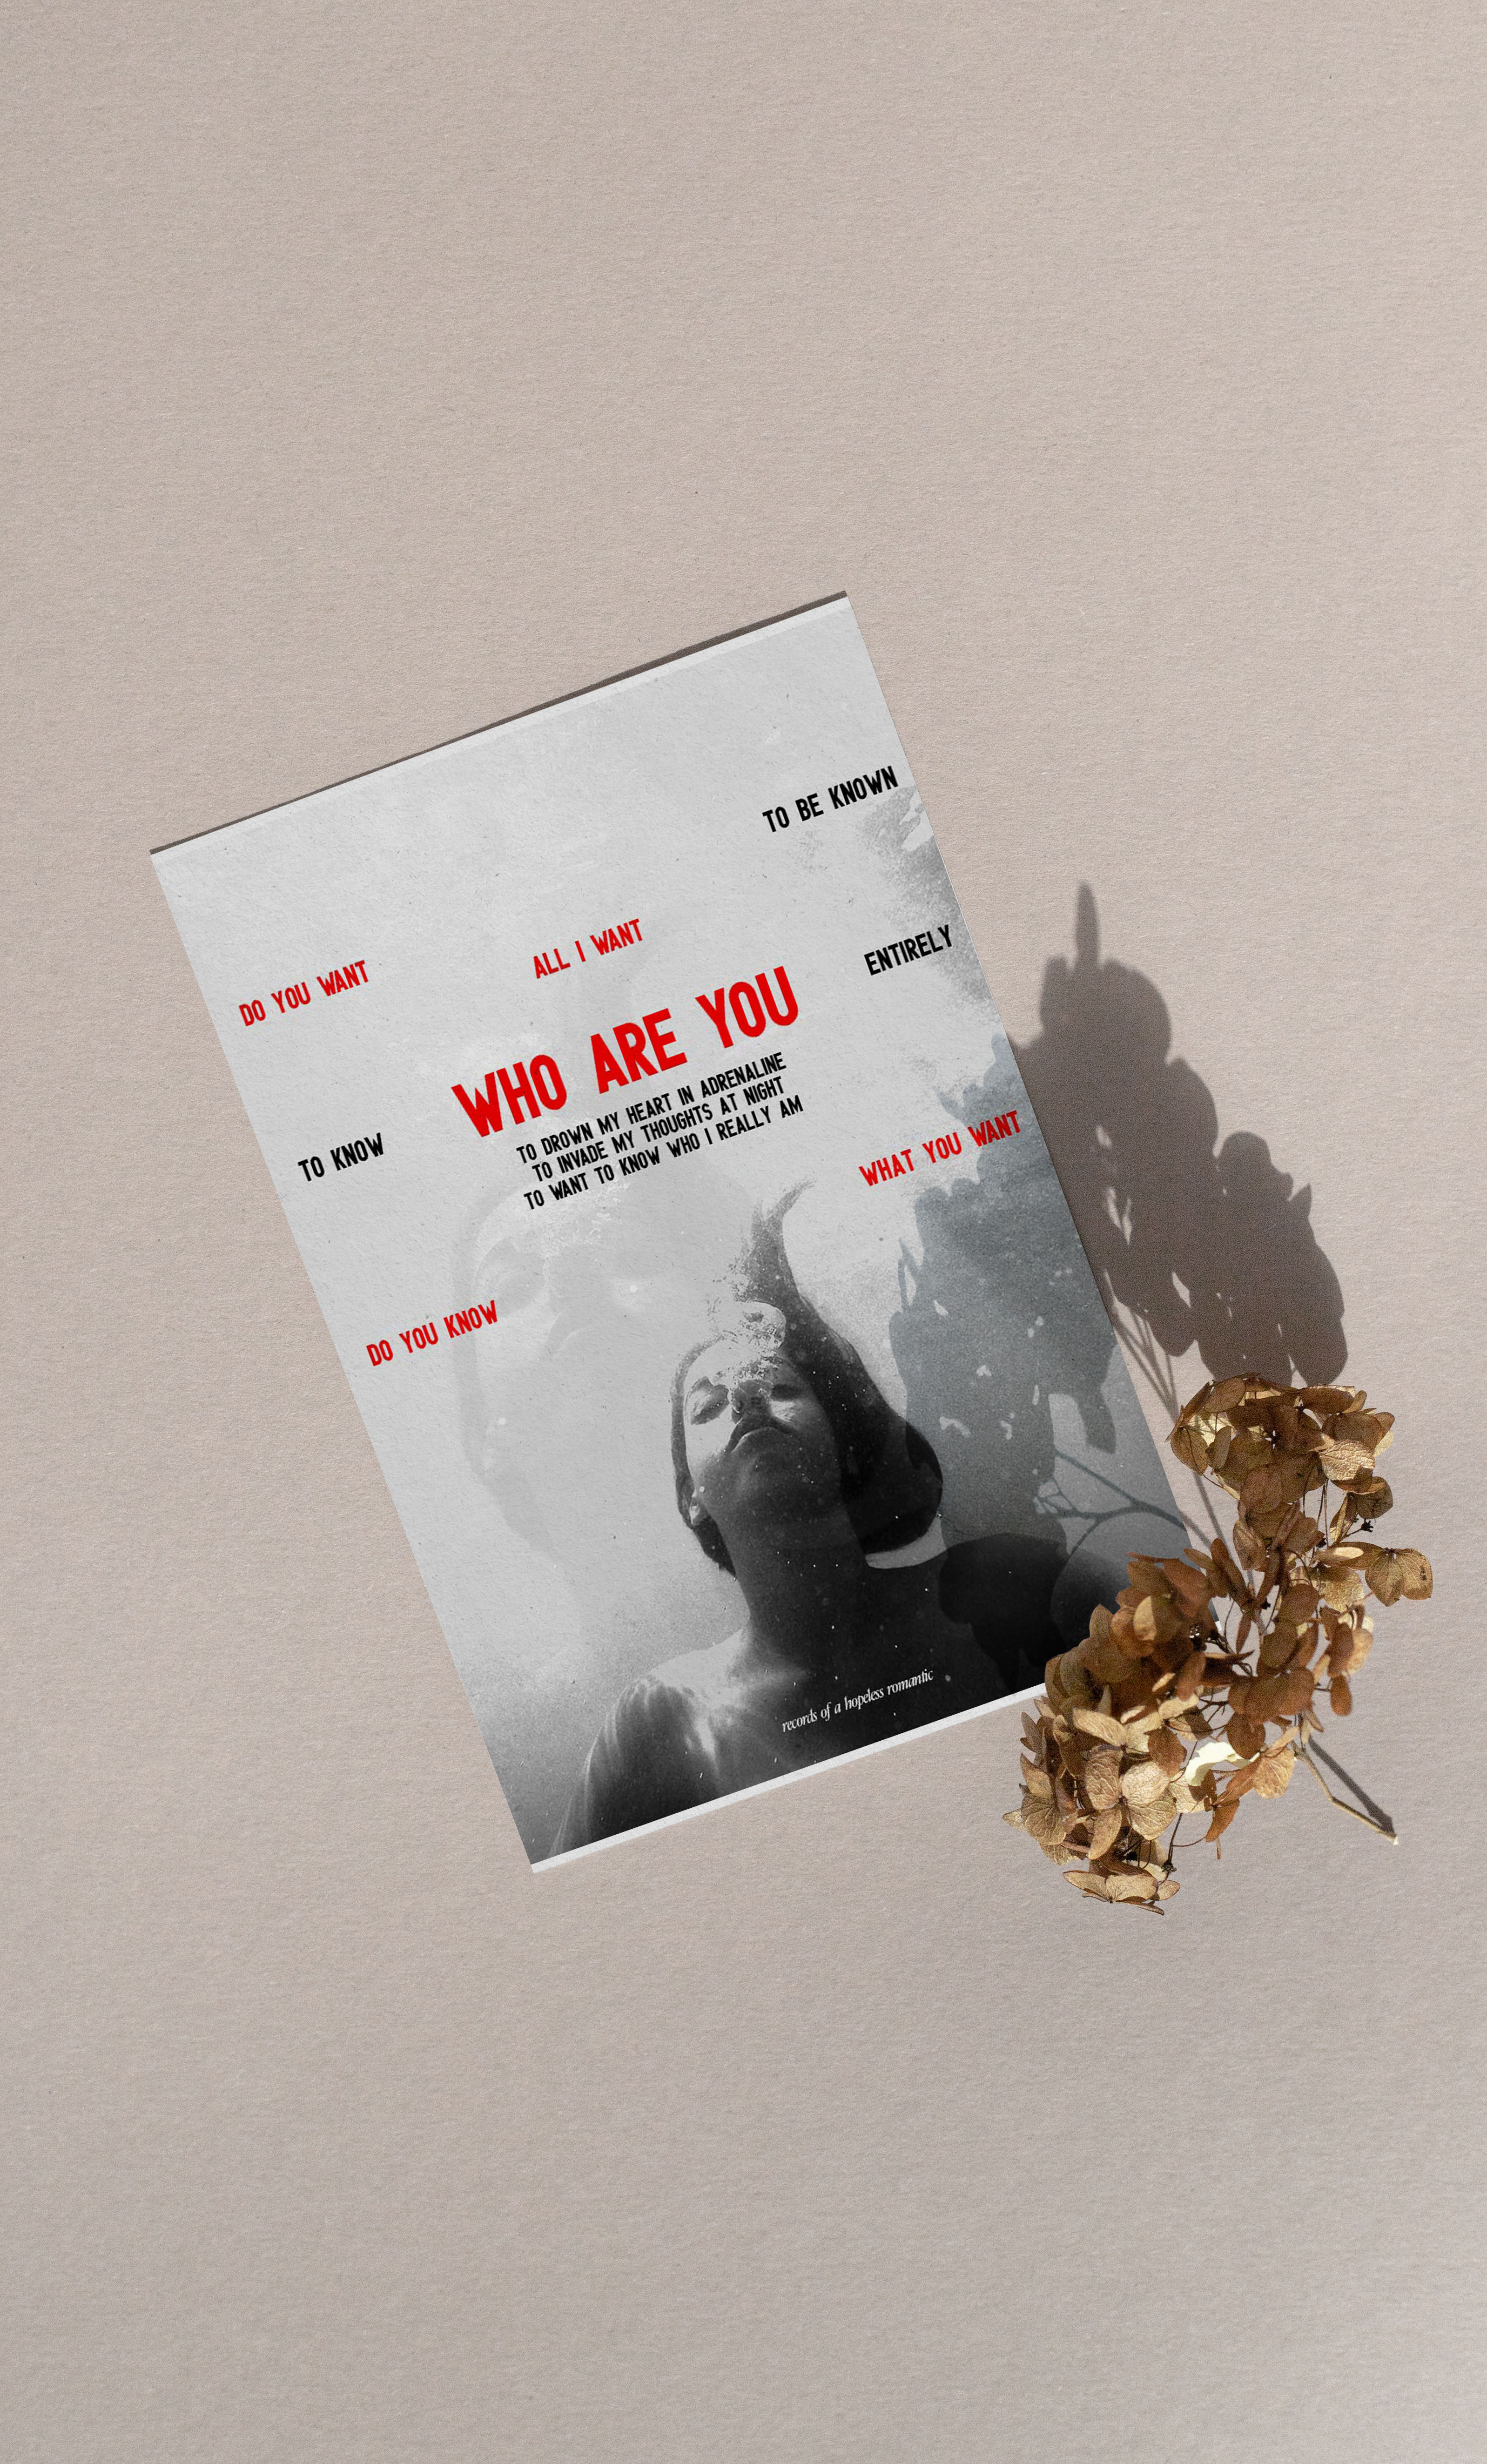 TO BE KNOWN
ALL I WANT
DO YOU WANT
ENTIRELY
WHO ARE YOU
TO DROWN MY HEART IN ADRENALINE
TO INVADE MY THOUGHTS AT NIGHT
TO WANT TO KNOW WHO I REALLY AM
TO KNOW
WHAT YOU WANT
DO YOU KNOW
records of a hopeless romantic